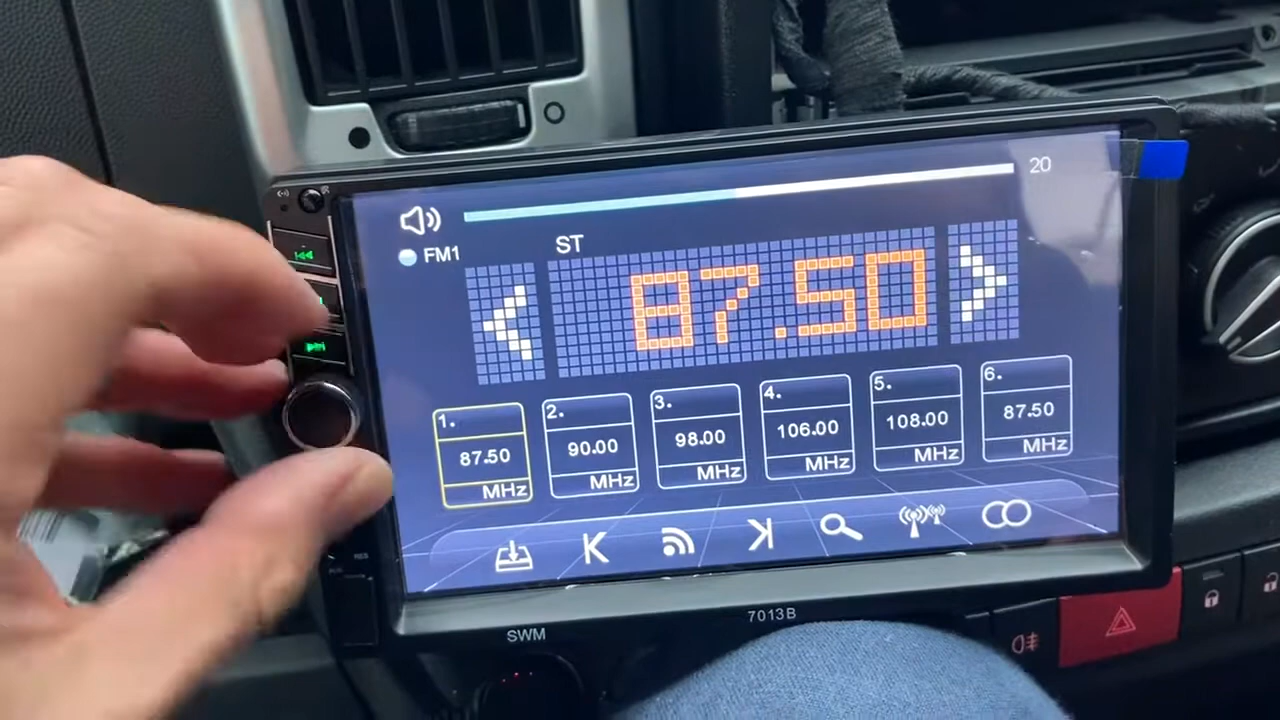 20
FM1
ST
87.50
1.
87.50
MHz
2.
90.00
MHz
3.
98.00
MHz
4.
106.00
MHz
5.
108.00
MHz
6.
87.50
MHz
RES
SWM
7013B